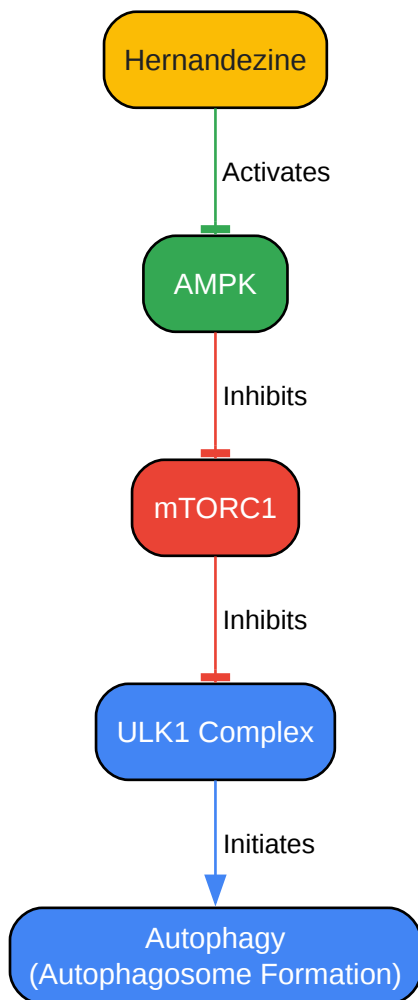 Hernandezine
Activates
AMPK
Inhibits
mTORC1
Inhibits
ULK1 Complex
Initiates
Autophagy
(Autophagosome Formation)